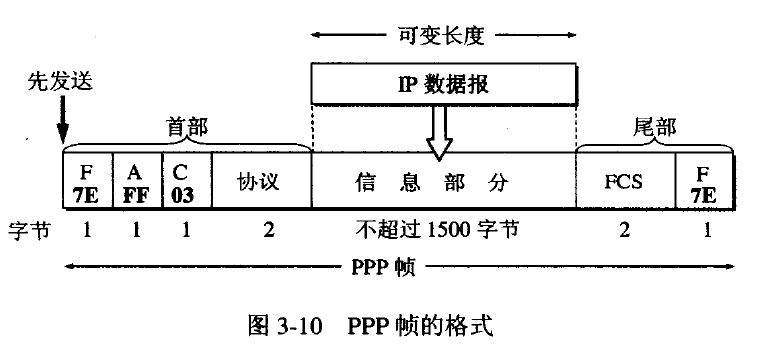 可变长度
先发送
IP 数据报
首部
尾部
F A C 协议 信息部分 FCS F
7E FF 03 7E
字节 1 1 1 2 不超过 1500 字节 2 1
PPP 帧
图 3-10 PPP 帧的格式